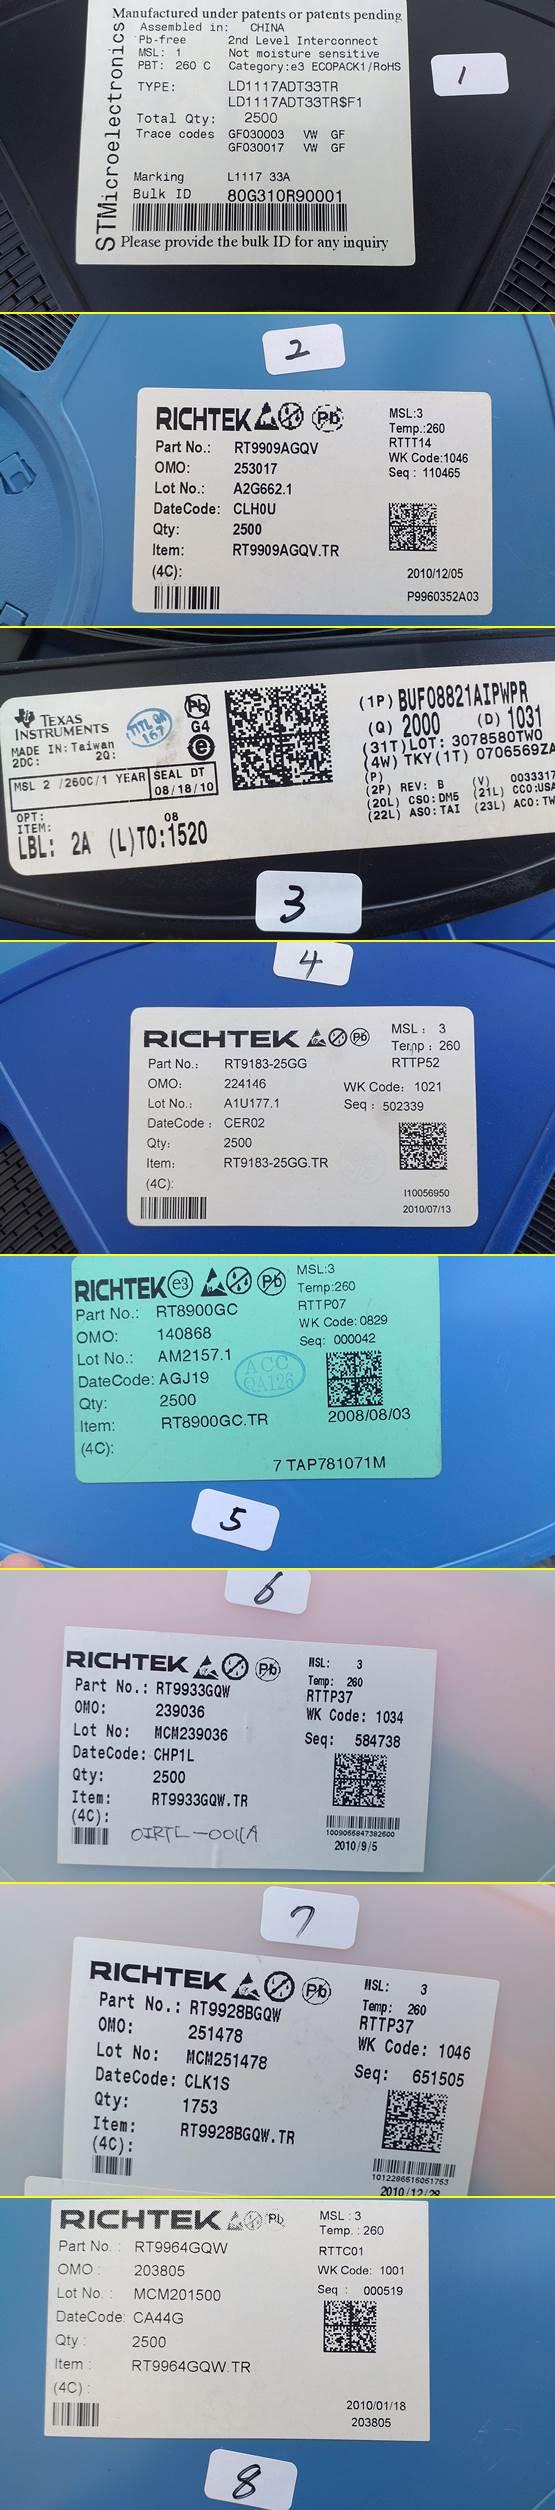 Manufactured under patents or patents pending
Assembled in: CHINA
Pb-free 2nd Level Interconnect
MSL: 1 Not moisture sensitive
PBT: 260 C Category:e3 ECOPACK1/RoHS
TYPE: LD1117ADT33TR
LD1117ADT33TR$F1
Total Qty: 2500
Trace codes GF030003 VW GF
GF030017 VW GF
Marking L1117 33A
Bulk ID 80G310R90001
Please provide the bulk ID for any inquiry
STMicroelectronics
1
2
RICHTEK Pb
MSL:3
Temp.:260
RTTT14
WK Code:1046
Seq : 110465
Part No.: RT9909AGQV
OMO: 253017
Lot No.: A2G662.1
DateCode: CLH0U
Qty: 2500
Item: RT9909AGQV.TR
(4C):
2010/12/05
P9960352A03
TEXAS INSTRUMENTS
MADE IN: Taiwan
2DC: 2Q:
TITL QA
167
Pb
G4
e
MSL 2 /260C/1 YEAR
SEAL DT
08/18/10
OPT:
ITEM: 08
LBL: 2A (L)TO:1520
(1P) BUF08821AIPWPR
(Q) 2000 (D) 1031
(31T)LOT: 3078580TW0
(4W) TKY(1T) 0706569ZA
(P)
(2P) REV: B (V) 0033317
(20L) CSO:DM5 (21L) CCO:USA
(22L) ASO:TAI (23L) ACO:TW
3
4
RICHTEK Pb
MSL : 3
Temp : 260
RTTP52
WK Code: 1021
Seq : 502339
Part No.: RT9183-25GG
OMO: 224146
Lot No.: A1U177.1
DateCode : CER02
Qty: 2500
Item: RT9183-25GG.TR
(4C):
I10056950
2010/07/13
RICHTEK e3 Pb
MSL:3
Temp:260
RTTP07
WK Code:0829
Seq: 000042
Part No.: RT8900GC
OMO: 140868
Lot No.: AM2157.1
DateCode: AGJ19
Qty: 2500
Item: RT8900GC.TR
(4C):
ACC
QA126
2008/08/03
7 TAP781071M
5
6
RICHTEK Pb
MSL: 3
Temp: 260
RTTP37
WK Code: 1034
Seq: 584738
Part No.: RT9933GQW
OMO: 239036
Lot No: MCM239036
DateCode: CHP1L
Qty: 2500
Item: RT9933GQW.TR
(4C):
1009055847382500
2010/9/5
7
RICHTEK Pb
MSL: 3
Temp: 260
RTTP37
WK Code: 1046
Seq: 651505
Part No.: RT9928BGQW
OMO: 251478
Lot No: MCM251478
DateCode: CLK1S
Qty: 1753
Item: RT9928BGQW.TR
(4C):
RICHTEK Pb
MSL : 3
Temp. : 260
RTTC01
WK Code: 1001
Seq : 000519
Part No. : RT9964GQW
OMO : 203805
Lot No. : MCM201500
DateCode: CA44G
Qty : 2500
Item : RT9964GQW.TR
(4C) :
2010/01/18
203805
8